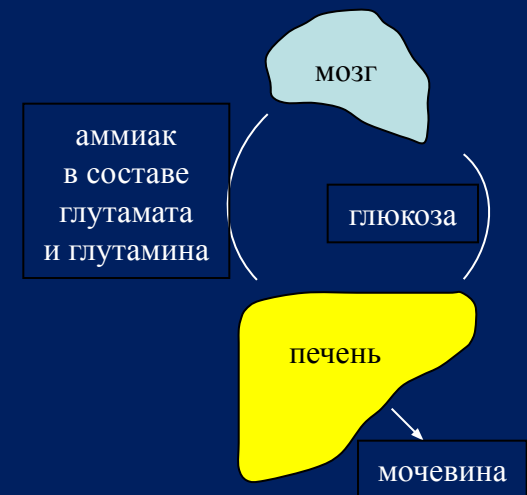 мозг
аммиак
в составе
глутамата
и глутамина
глюкоза
печень
мочевина